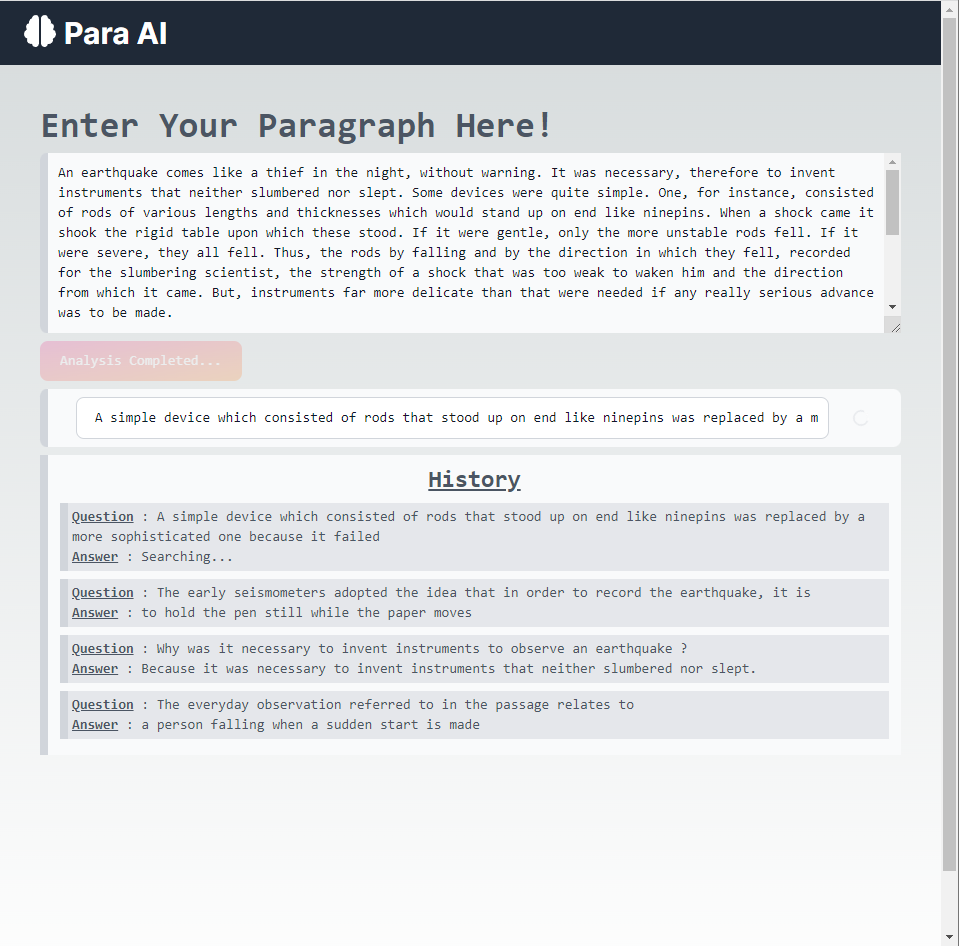 Para AI
Enter Your Paragraph Here!
An earthquake comes like a thief in the night, without warning. It was necessary, therefore to invent
instruments that neither slumbered nor slept. Some devices were quite simple. One, for instance, consisted
of rods of various lengths and thicknesses which would stand up on end like ninepins. When a shock came it
shook the rigid table upon which these stood. If it were gentle, only the more unstable rods fell. If it
were severe, they all fell. Thus, the rods by falling and by the direction in which they fell, recorded
for the slumbering scientist, the strength of a shock that was too weak to waken him and the direction
from which it came. But, instruments far more delicate than that were needed if any really serious advance
was to be made.
Analysis Completed...
A simple device which consisted of rods that stood up on end like ninepins was replaced by a m
History
Question : A simple device which consisted of rods that stood up on end like ninepins was replaced by a
more sophisticated one because it failed
Answer : Searching...
Question : The early seismometers adopted the idea that in order to record the earthquake, it is
Answer : to hold the pen still while the paper moves
Question : Why was it necessary to invent instruments to observe an earthquake ?
Answer : Because it was necessary to invent instruments that neither slumbered nor slept.
Question : The everyday observation referred to in the passage relates to
Answer : a person falling when a sudden start is made